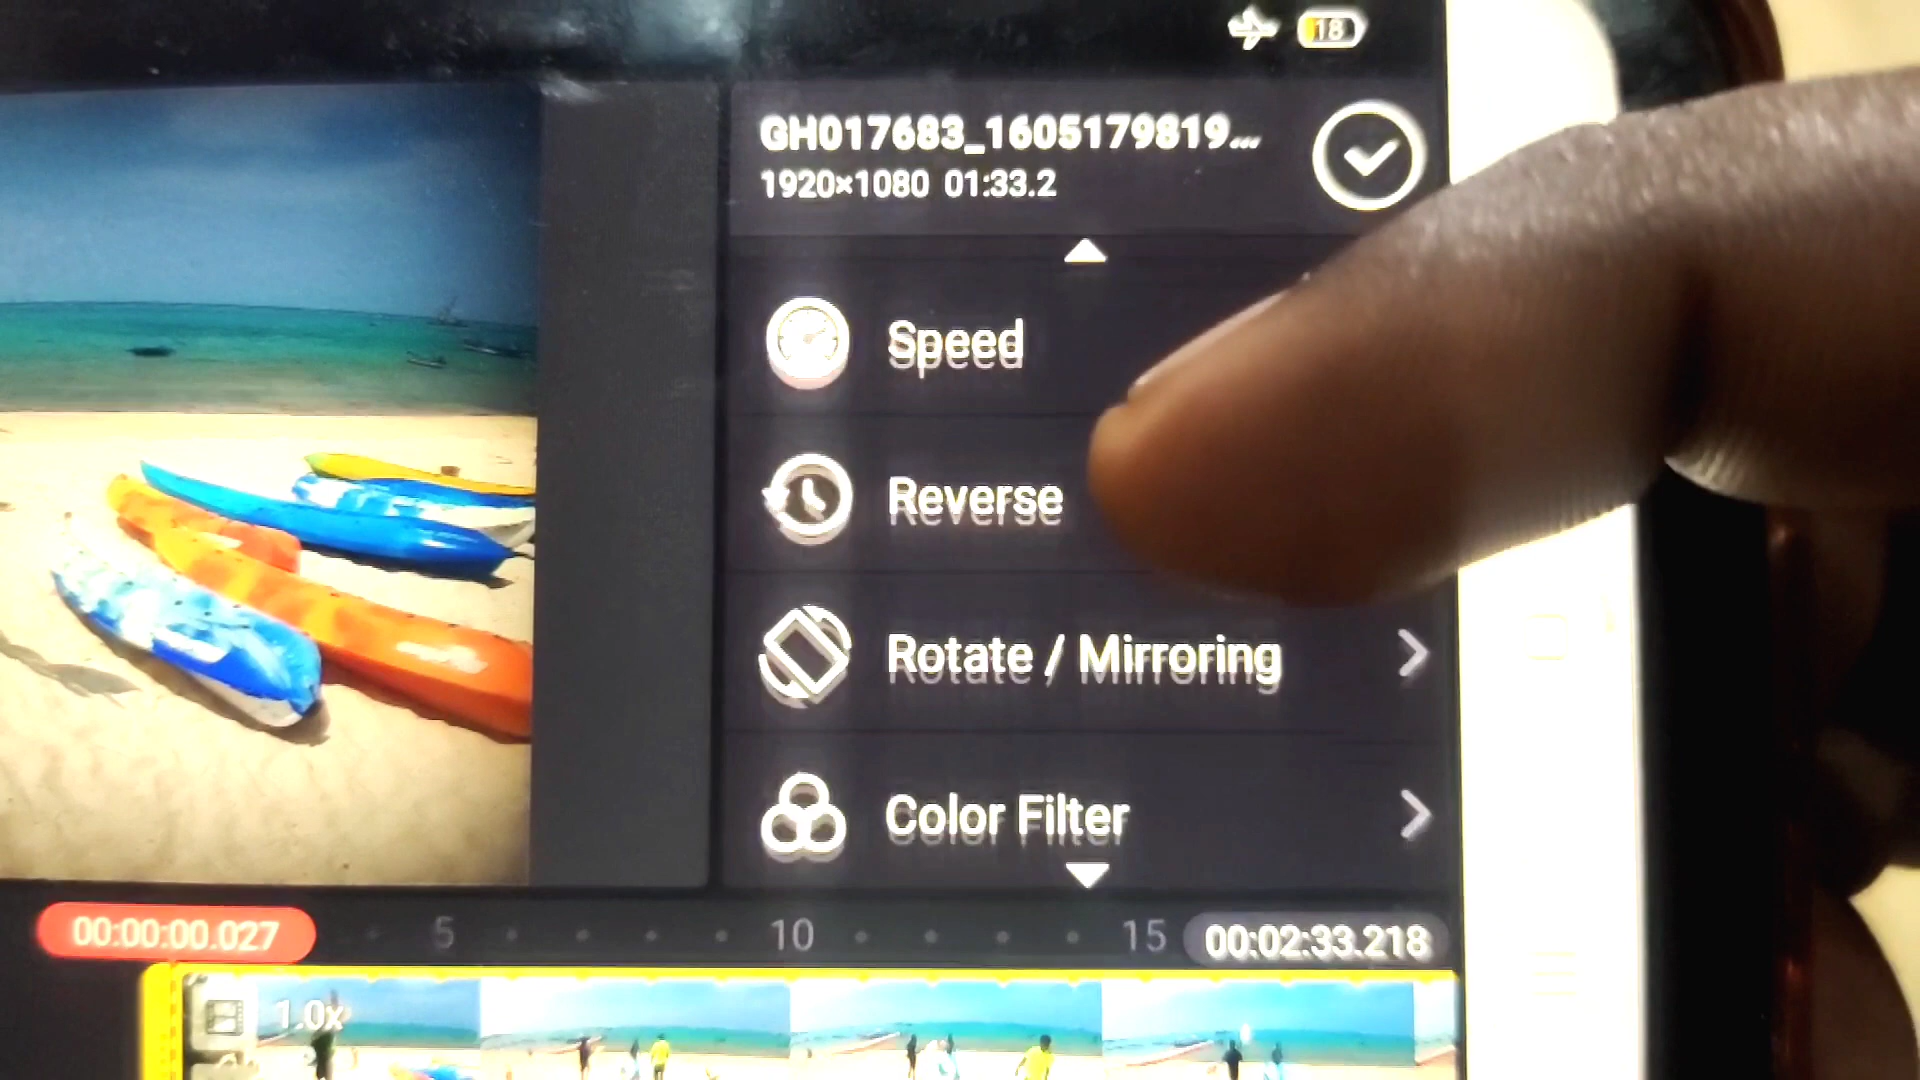 18
GH017683_1605179819...
1920×1080 01:33.2
Speed
Reverse
Rotate / Mirroring
Color Filter
00:00:00.027
5
10
15
00:02:33.218
1.0x